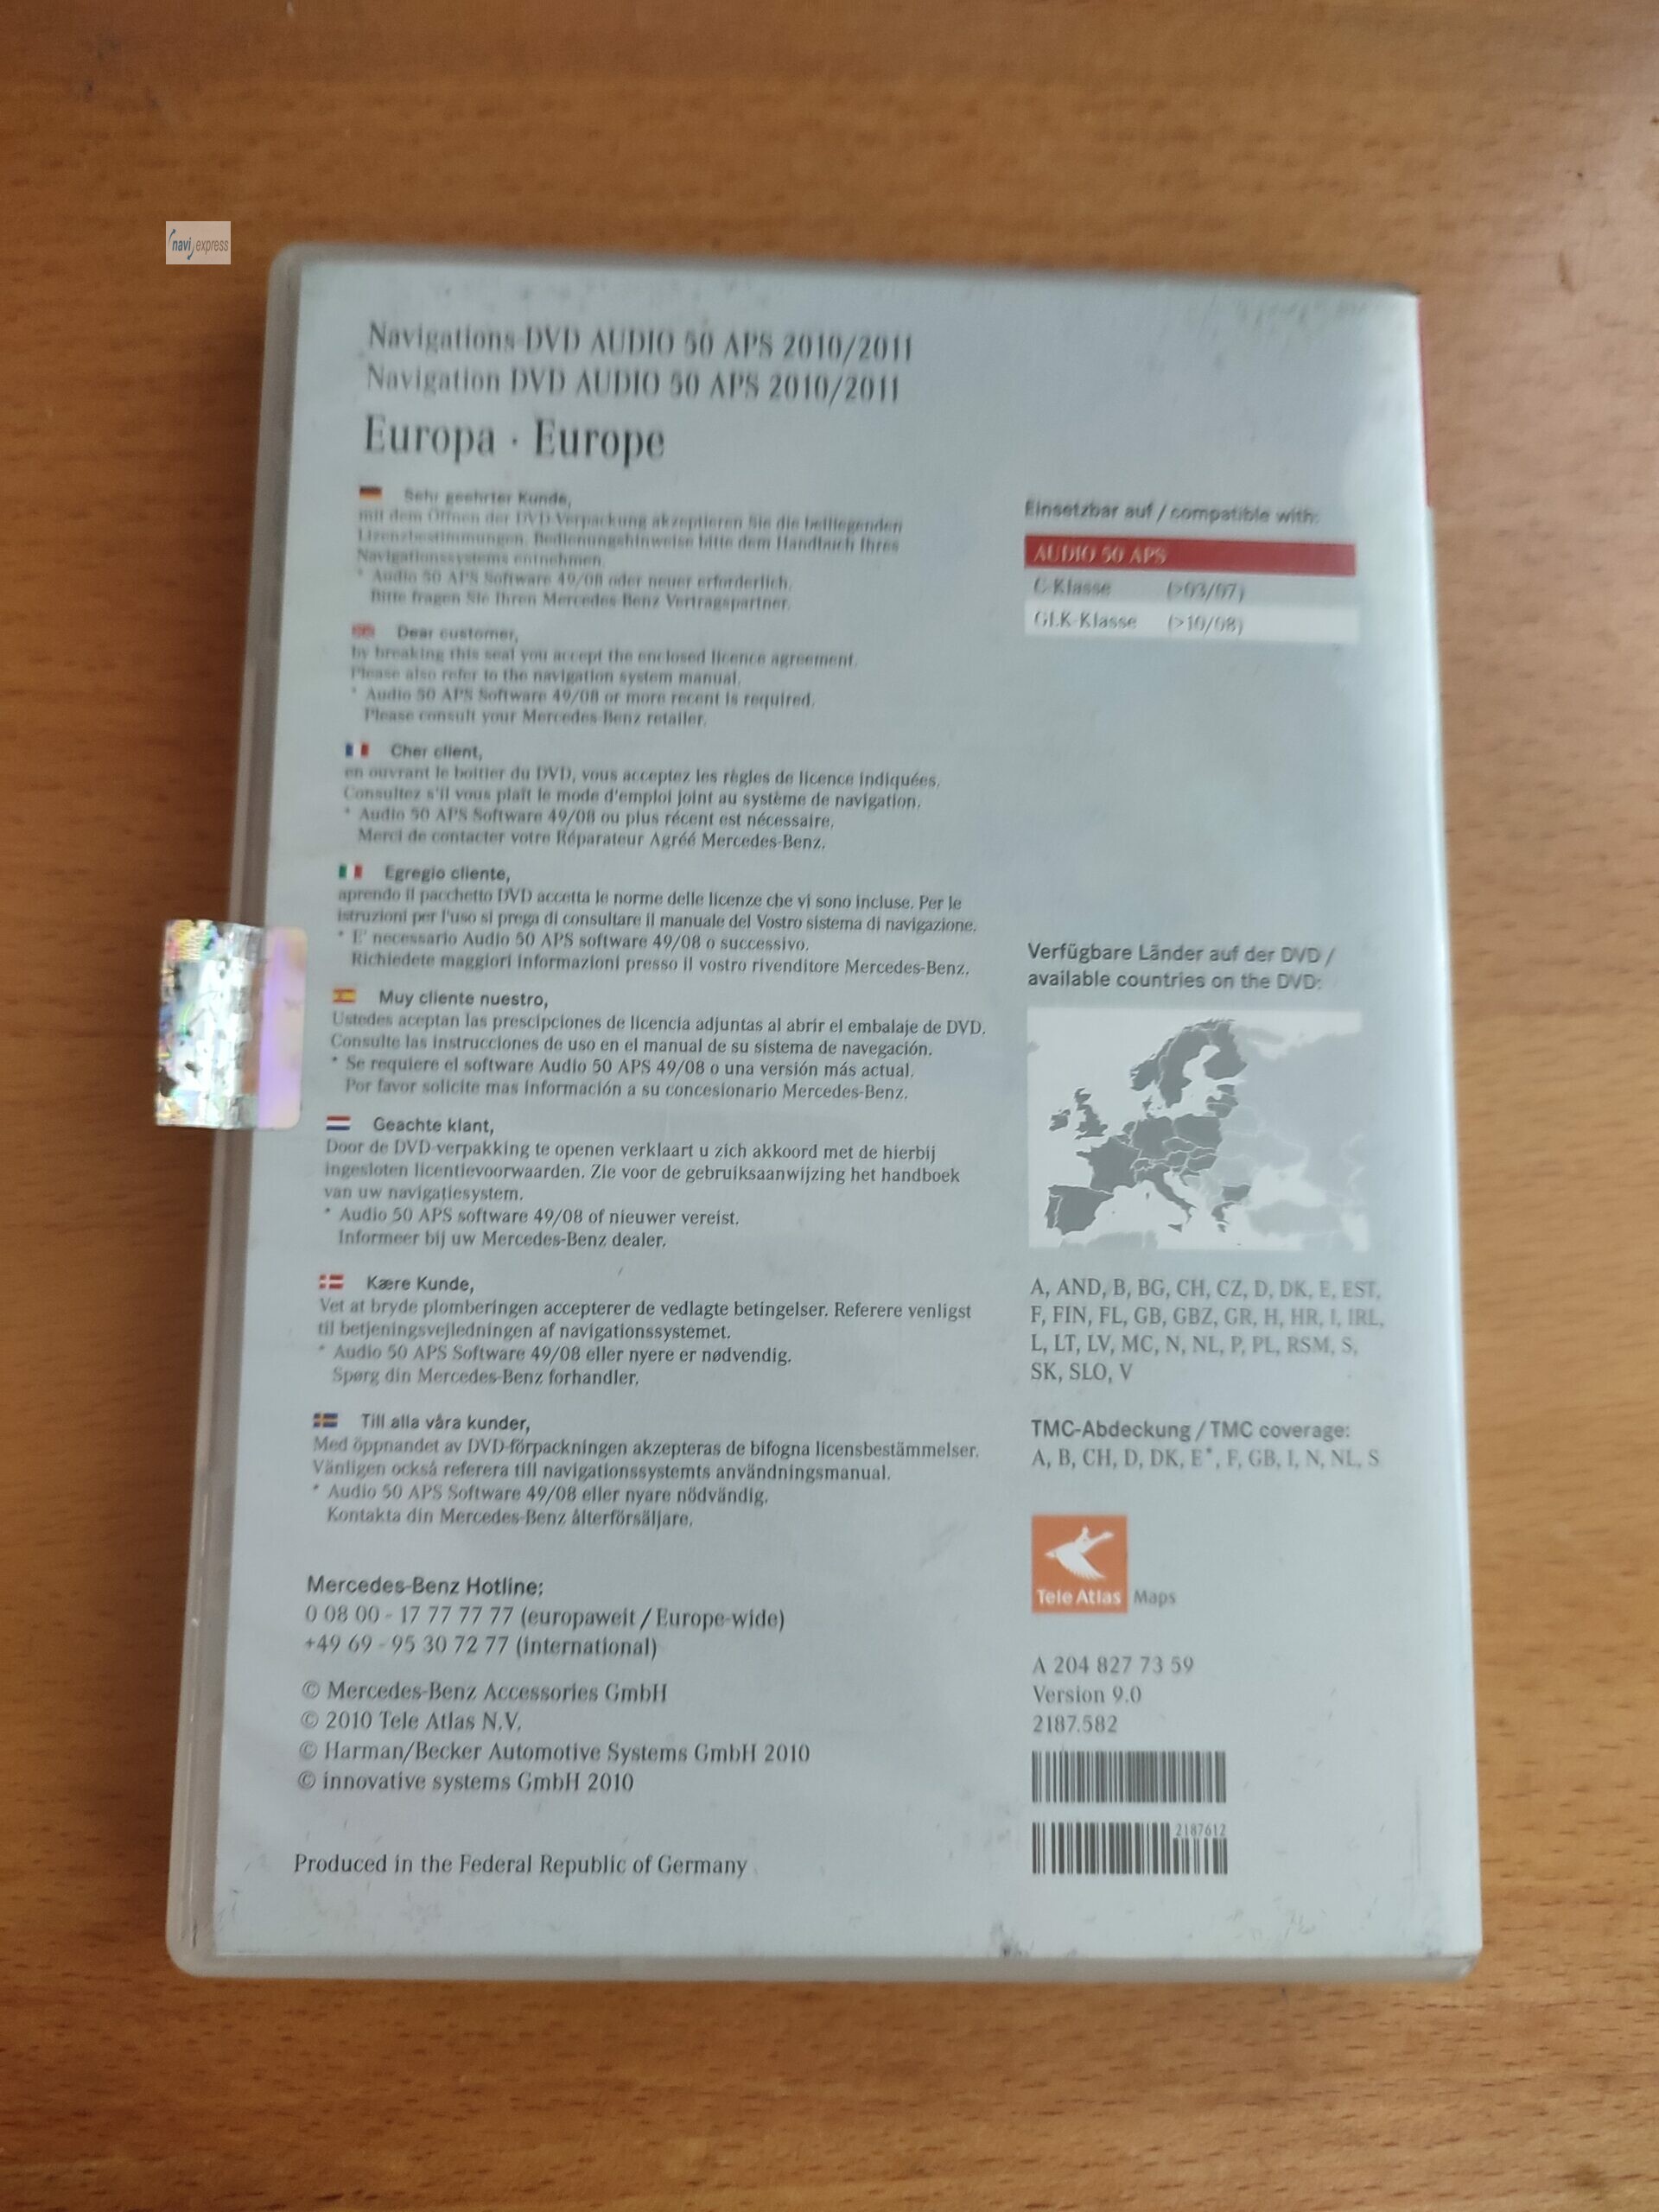 navi express
Navigations-DVD AUDIO 50 APS 2010/2011
Navigation DVD AUDIO 50 APS 2010/2011
Europa · Europe
Sehr geehrter Kunde,
mit dem Öffnen der DVD-Verpackung akzeptieren Sie die beiliegenden
Lizenzbestimmungen. Bedienungshinweise bitte dem Handbuch Ihres
Navigationssystems entnehmen.
* Audio 50 APS Software 49/08 oder neuer erforderlich.
Bitte fragen Sie Ihren Mercedes-Benz Vertragspartner.
Dear customer,
by breaking this seal you accept the enclosed licence agreement.
Please also refer to the navigation system manual.
* Audio 50 APS Software 49/08 or more recent is required.
Please consult your Mercedes-Benz retailer.
Cher client,
en ouvrant le boîtier du DVD, vous acceptez les règles de licence indiquées.
Consultez s'il vous plaît le mode d'emploi joint au système de navigation.
* Audio 50 APS Software 49/08 ou plus récent est nécessaire.
Merci de contacter votre Réparateur Agréé Mercedes-Benz.
Egregio cliente,
aprendo il pacchetto DVD accetta le norme delle licenze che vi sono incluse. Per le
istruzioni per l'uso si prega di consultare il manuale del Vostro sistema di navigazione.
* E' necessario Audio 50 APS software 49/08 o successivo.
Richiedete maggiori informazioni presso il vostro rivenditore Mercedes-Benz.
Muy cliente nuestro,
Ustedes aceptan las prescipciones de licencia adjuntas al abrir el embalaje de DVD.
Consulte las instrucciones de uso en el manual de su sistema de navegación.
* Se requiere el software Audio 50 APS 49/08 o una versión más actual.
Por favor solicite mas información a su concesionario Mercedes-Benz.
Geachte klant,
Door de DVD-verpakking te openen verklaart u zich akkoord met de hierbij
ingesloten licentievoorwaarden. Zie voor de gebruiksaanwijzing het handboek
van uw navigatiesystem.
* Audio 50 APS software 49/08 of nieuwer vereist.
Informeer bij uw Mercedes-Benz dealer.
Kære Kunde,
Vet at bryde plomberingen accepterer de vedlagte betingelser. Referere venligst
til betjeningsvejledningen af navigationssystemet.
* Audio 50 APS Software 49/08 eller nyere er nødvendig.
Spørg din Mercedes-Benz forhandler.
Till alla våra kunder,
Med öppnandet av DVD-förpackningen akzepteras de bifogna licensbestämmelser.
Vänligen också referera till navigationssystemts användningsmanual.
* Audio 50 APS Software 49/08 eller nyare nödvändig.
Kontakta din Mercedes-Benz ålterförsäljare.
Mercedes-Benz Hotline:
0 08 00 - 17 77 77 77 (europaweit / Europe-wide)
+49 69 - 95 30 72 77 (international)
© Mercedes-Benz Accessories GmbH
© 2010 Tele Atlas N.V.
© Harman/Becker Automotive Systems GmbH 2010
© innovative systems GmbH 2010
Produced in the Federal Republic of Germany
Einsetzbar auf / compatible with:
AUDIO 50 APS
C-Klasse (>03/07)
GLK-Klasse (>10/08)
Verfügbare Länder auf der DVD /
available countries on the DVD:
A, AND, B, BG, CH, CZ, D, DK, E, EST,
F, FIN, FL, GB, GBZ, GR, H, HR, I, IRL,
L, LT, LV, MC, N, NL, P, PL, RSM, S,
SK, SLO, V
TMC-Abdeckung / TMC coverage:
A, B, CH, D, DK, E*, F, GB, I, N, NL, S
Tele Atlas Maps
A 204 827 73 59
Version 9.0
2187.582
2187612